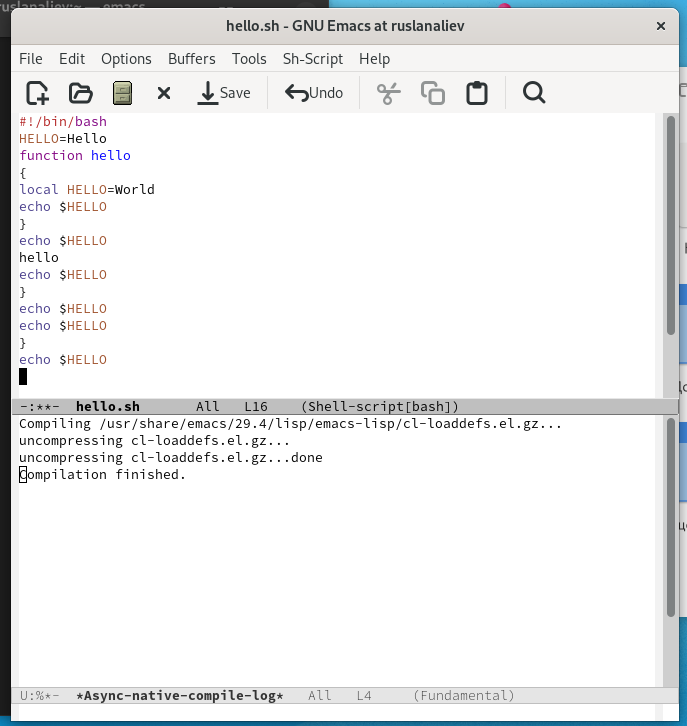 ruslanaliev:~ — emacs
hello.sh - GNU Emacs at ruslanaliev
File Edit Options Buffers Tools Sh-Script Help
Save Undo
#!/bin/bash
HELLO=Hello
function hello
{
local HELLO=World
echo $HELLO
}
echo $HELLO
hello
echo $HELLO
}
echo $HELLO
echo $HELLO
}
echo $HELLO
-:**- hello.sh All L16 (Shell-script[bash])
Compiling /usr/share/emacs/29.4/lisp/emacs-lisp/cl-loaddefs.el.gz...
uncompressing cl-loaddefs.el.gz...
uncompressing cl-loaddefs.el.gz...done
Compilation finished.
U:%*- *Async-native-compile-log* All L4 (Fundamental)